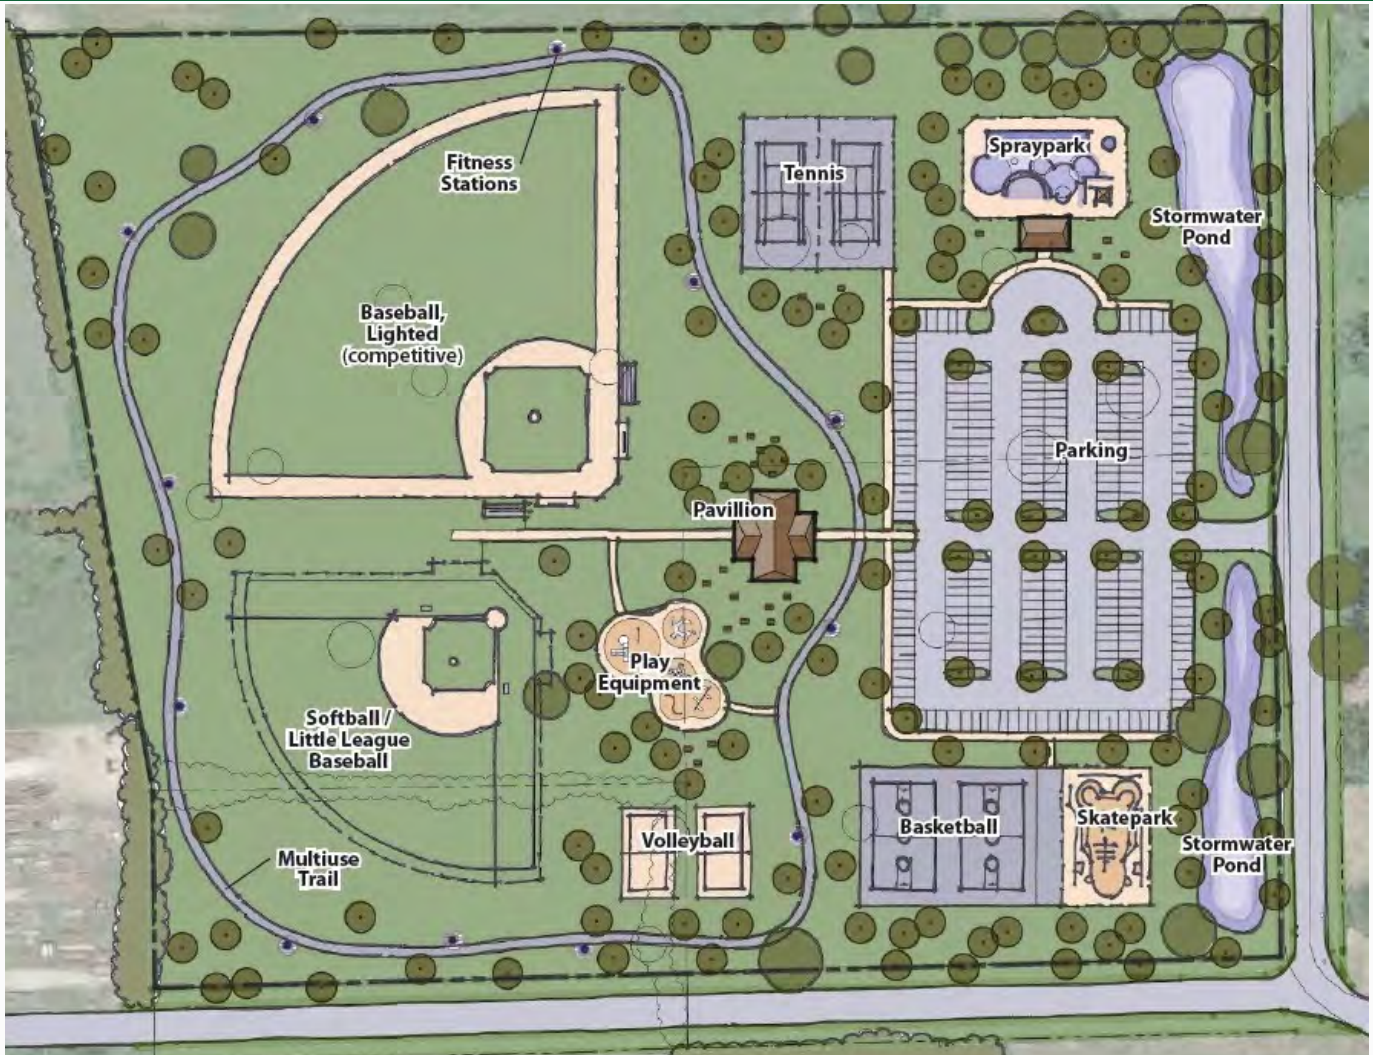 Fitness
Stations
Tennis
Spraypark
Stormwater
Pond
Baseball,
Lighted
(competitive)
Parking
Pavillion
Play
Equipment
Softball /
Little League
Baseball
Multiuse
Trail
Volleyball
Basketball
Skatepark
Stormwater
Pond